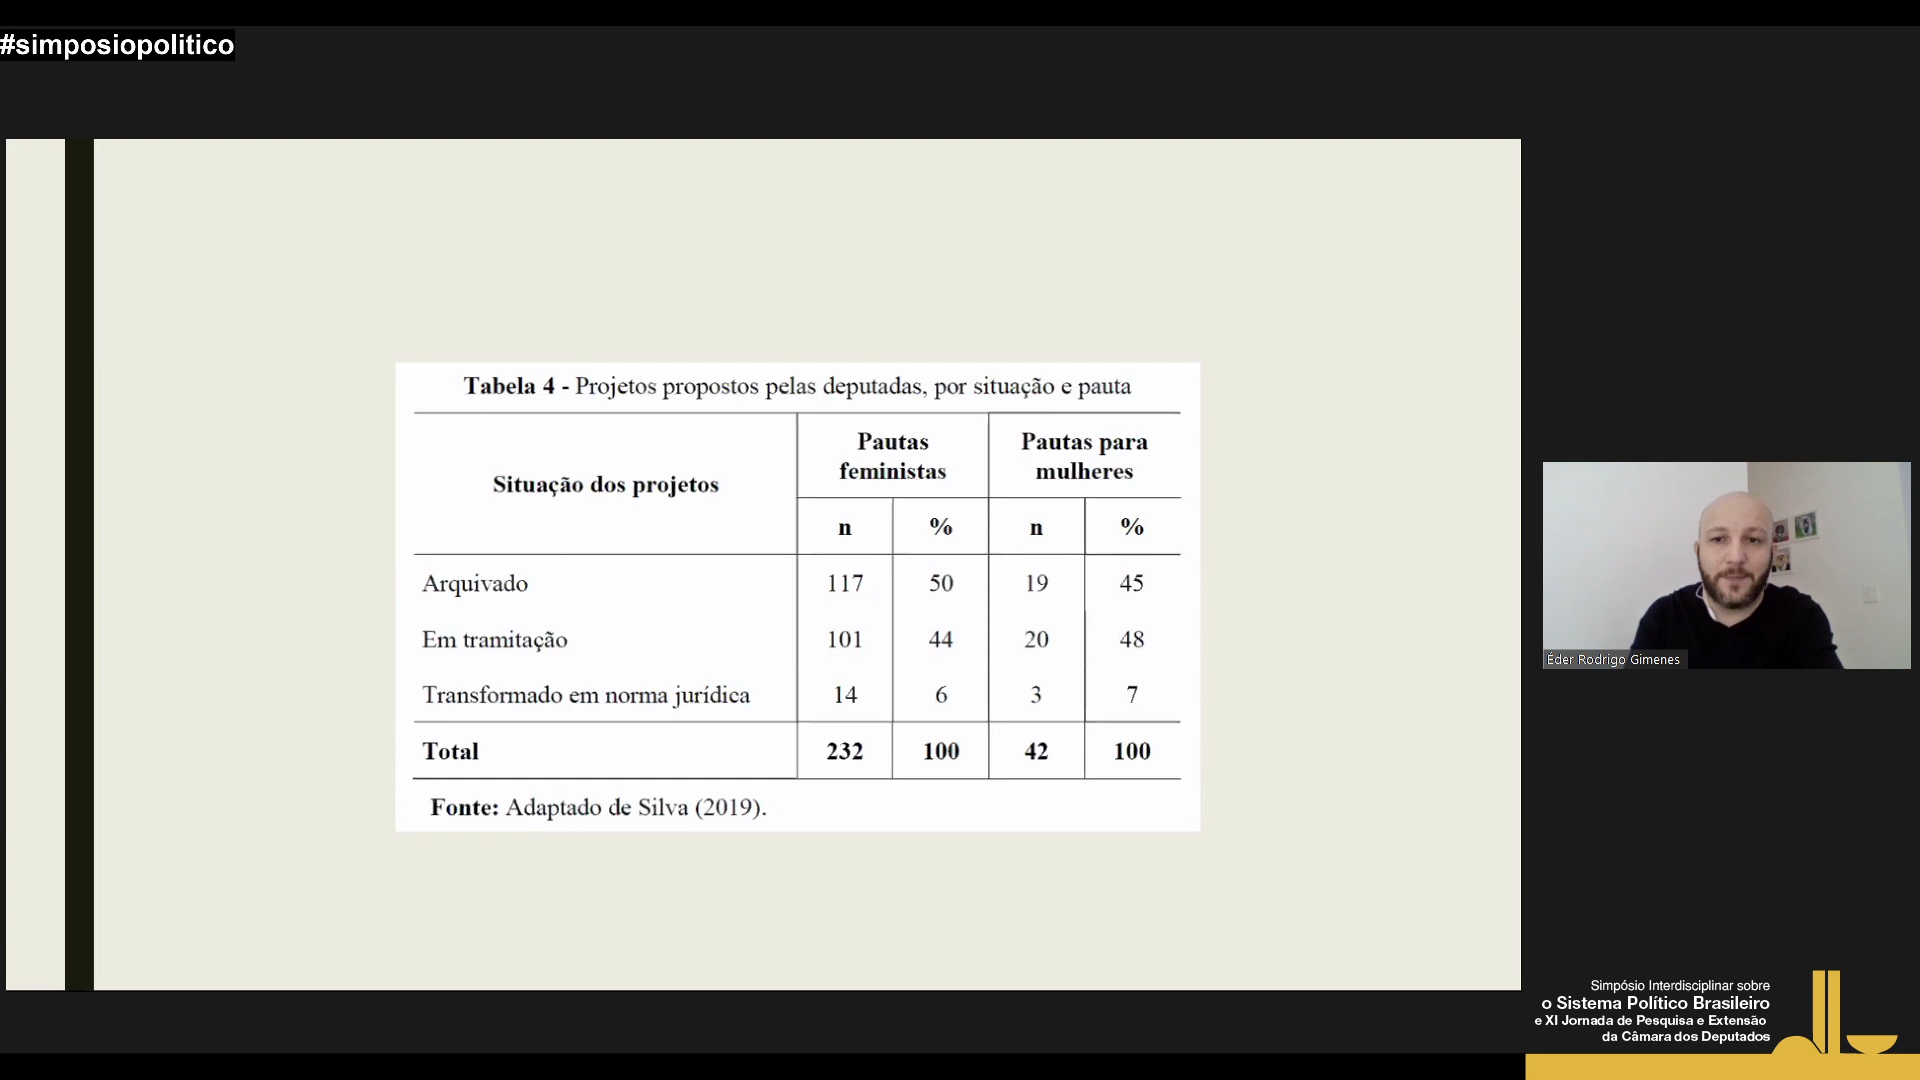 #simposiopolitico
Tabela 4 - Projetos propostos pelas deputadas, por situação e pauta
Situação dos projetos
Pautas
feministas
Pautas para
mulheres
n
%
n
%
Arquivado 117 50 19 45
Em tramitação 101 44 20 48
Transformado em norma jurídica 14 6 3 7
Total 232 100 42 100
Fonte: Adaptado de Silva (2019).
Éder Rodrigo Gimenes
Simpósio Interdisciplinar sobre
o Sistema Político Brasileiro
e XI Jornada de Pesquisa e Extensão
da Câmara dos Deputados